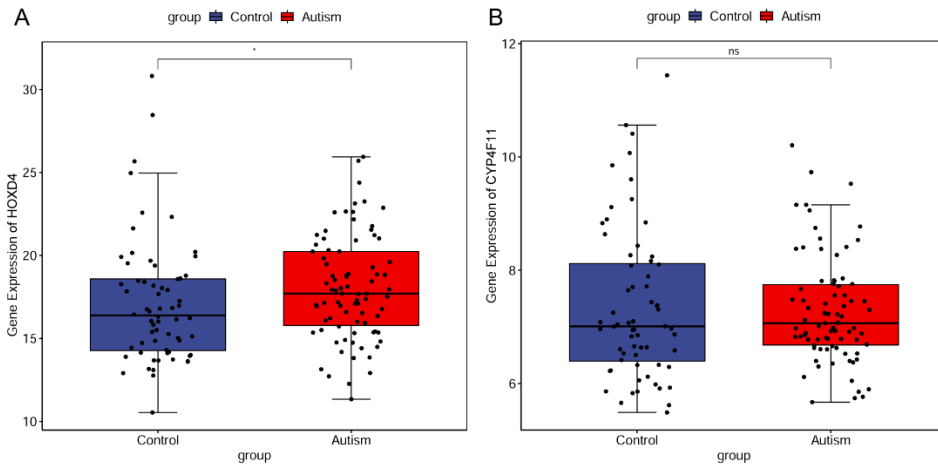 A
group Control Autism
*
Gene Expression of HOXD4
30
25
20
15
10
Control Autism
group
B
group Control Autism
ns
Gene Expression of CYP4F11
12
10
8
6
Control Autism
group